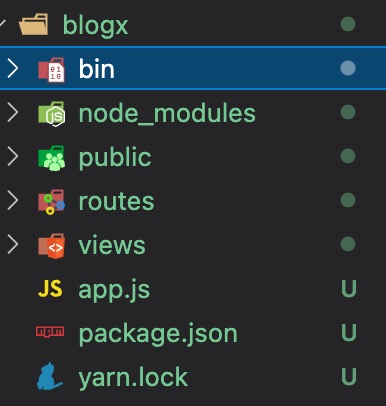 blogx
bin
node_modules
public
routes
views
JS app.js U
package.json U
yarn.lock U